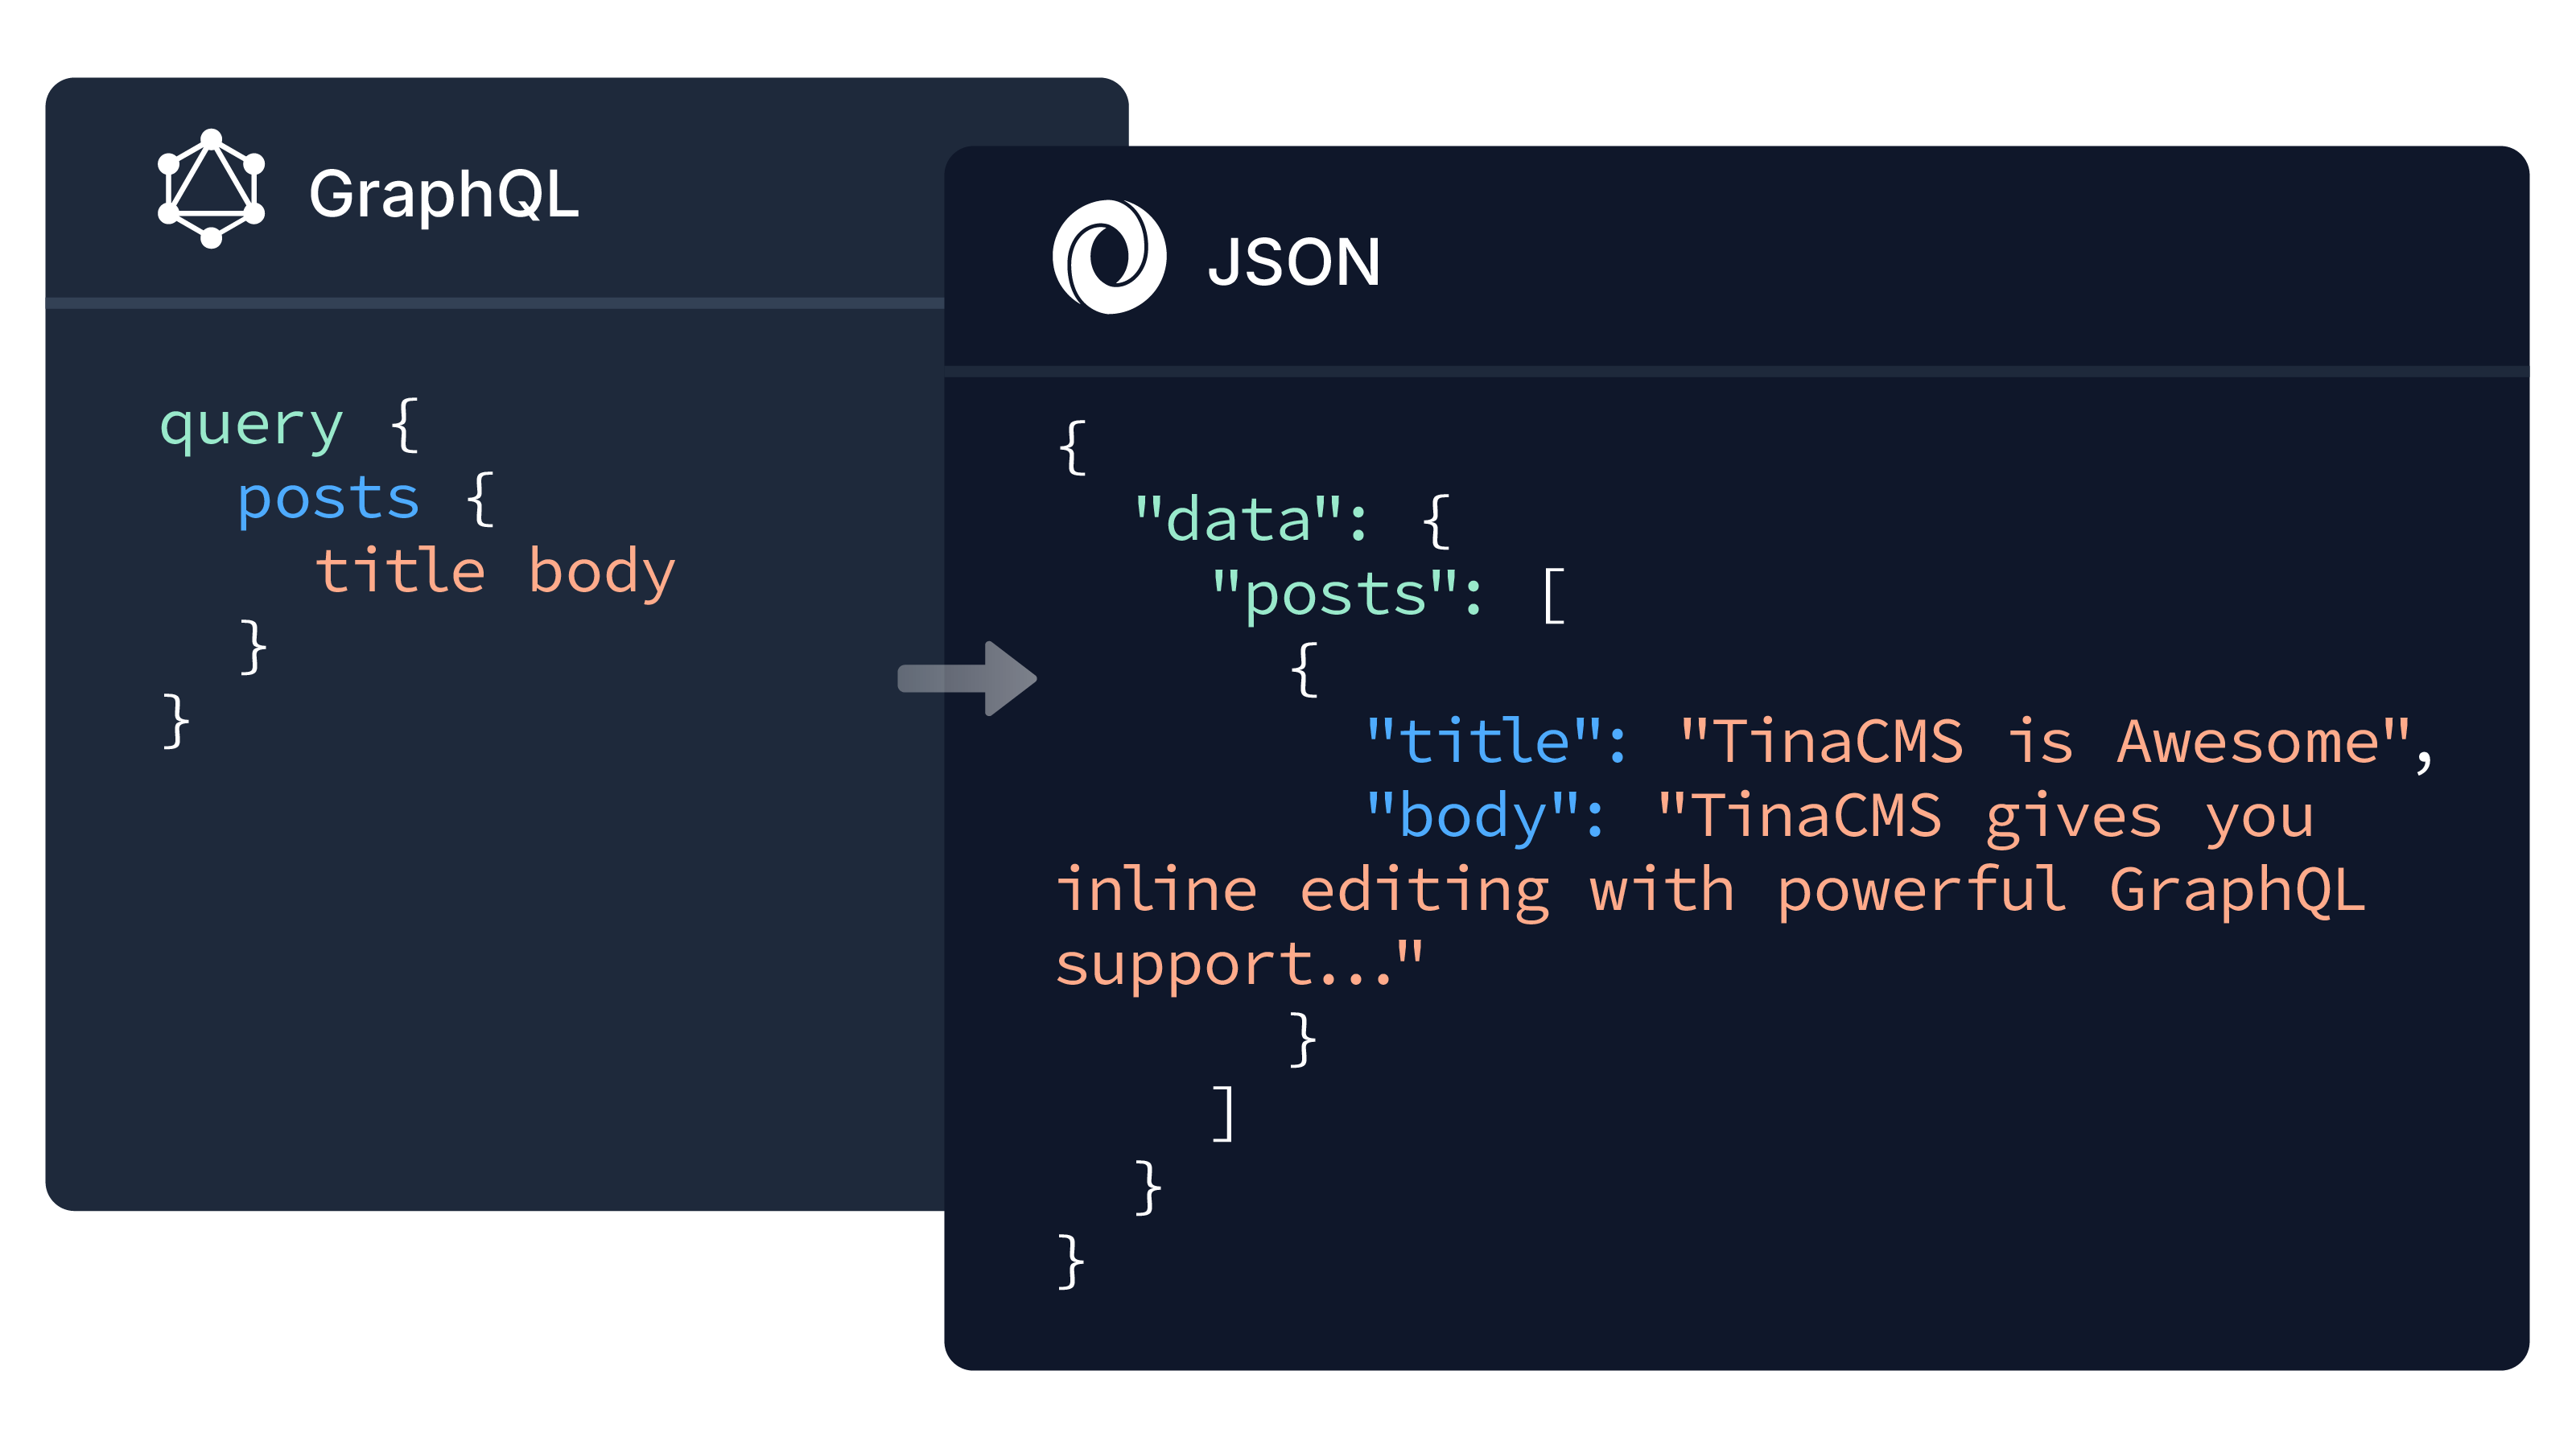 GraphQL
query {
  posts {
    title body
  }
}
JSON
{
  "data": {
    "posts": [
      {
        "title": "TinaCMS is Awesome",
        "body": "TinaCMS gives you
inline editing with powerful GraphQL
support..."
      }
    ]
  }
}